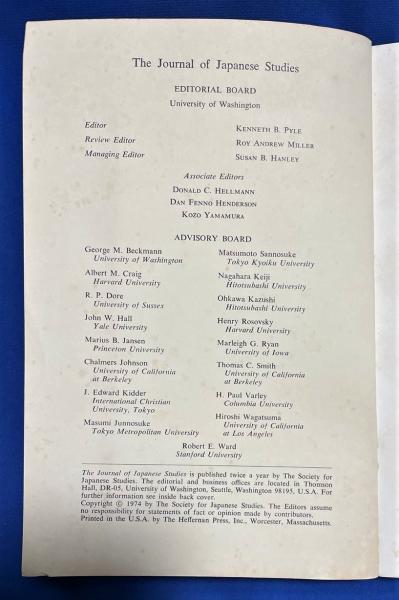 The Journal of Japanese Studies
EDITORIAL BOARD
University of Washington
Editor KENNETH B. PYLE
Review Editor ROY ANDREW MILLER
Managing Editor SUSAN B. HANLEY
Associate Editors
DONALD C. HELLMANN
DAN FENNO HENDERSON
KOZO YAMAMURA
ADVISORY BOARD
George M. Beckmann
University of Washington
Albert M. Craig
Harvard University
R. P. Dore
University of Sussex
John W. Hall
Yale University
Marius B. Jansen
Princeton University
Chalmers Johnson
University of California
at Berkeley
J. Edward Kidder
International Christian
University, Tokyo
Masumi Junnosuke
Tokyo Metropolitan University
Matsumoto Sannosuke
Tokyo Kyoiku University
Nagahara Keiji
Hitotsubashi University
Ohkawa Kazushi
Hitotsubashi University
Henry Rosovsky
Harvard University
Marleigh G. Ryan
University of Iowa
Thomas C. Smith
University of California
at Berkeley
H. Paul Varley
Columbia University
Hiroshi Wagatsuma
University of California
at Los Angeles
Robert E. Ward
Stanford University
The Journal of Japanese Studies is published twice a year by The Society for
Japanese Studies. The editorial and business offices are located in Thomson
Hall, DR-05, University of Washington, Seattle, Washington 98195, U.S.A. For
further information see inside back cover.
Copyright © 1974 by The Society for Japanese Studies. The Editors assume
no responsibility for statements of fact or opinion made by contributors.
Printed in the U.S.A. by The Heffernan Press, Inc., Worcester, Massachusetts.